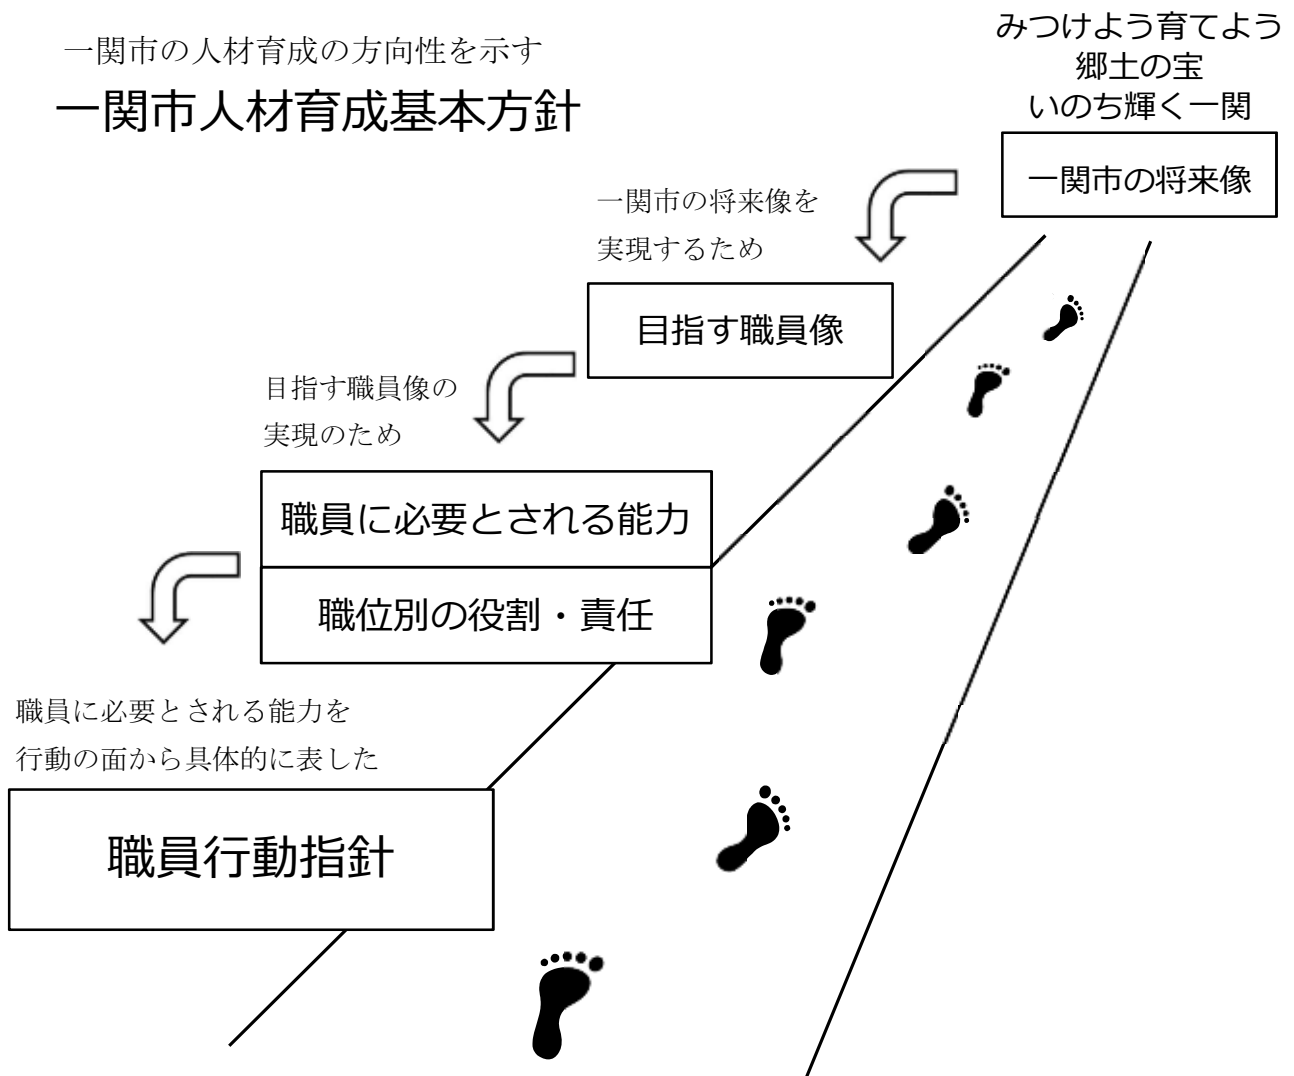 一関市の人材育成の方向性を示す
一関市人材育成基本方針
みつけよう育てよう
郷土の宝
いのち輝く一関
一関市の将来像
一関市の将来像を
実現するため
目指す職員像
目指す職員像の
実現のため
職員に必要とされる能力
職位別の役割・責任
職員に必要とされる能力を
行動の面から具体的に表した
職員行動指針